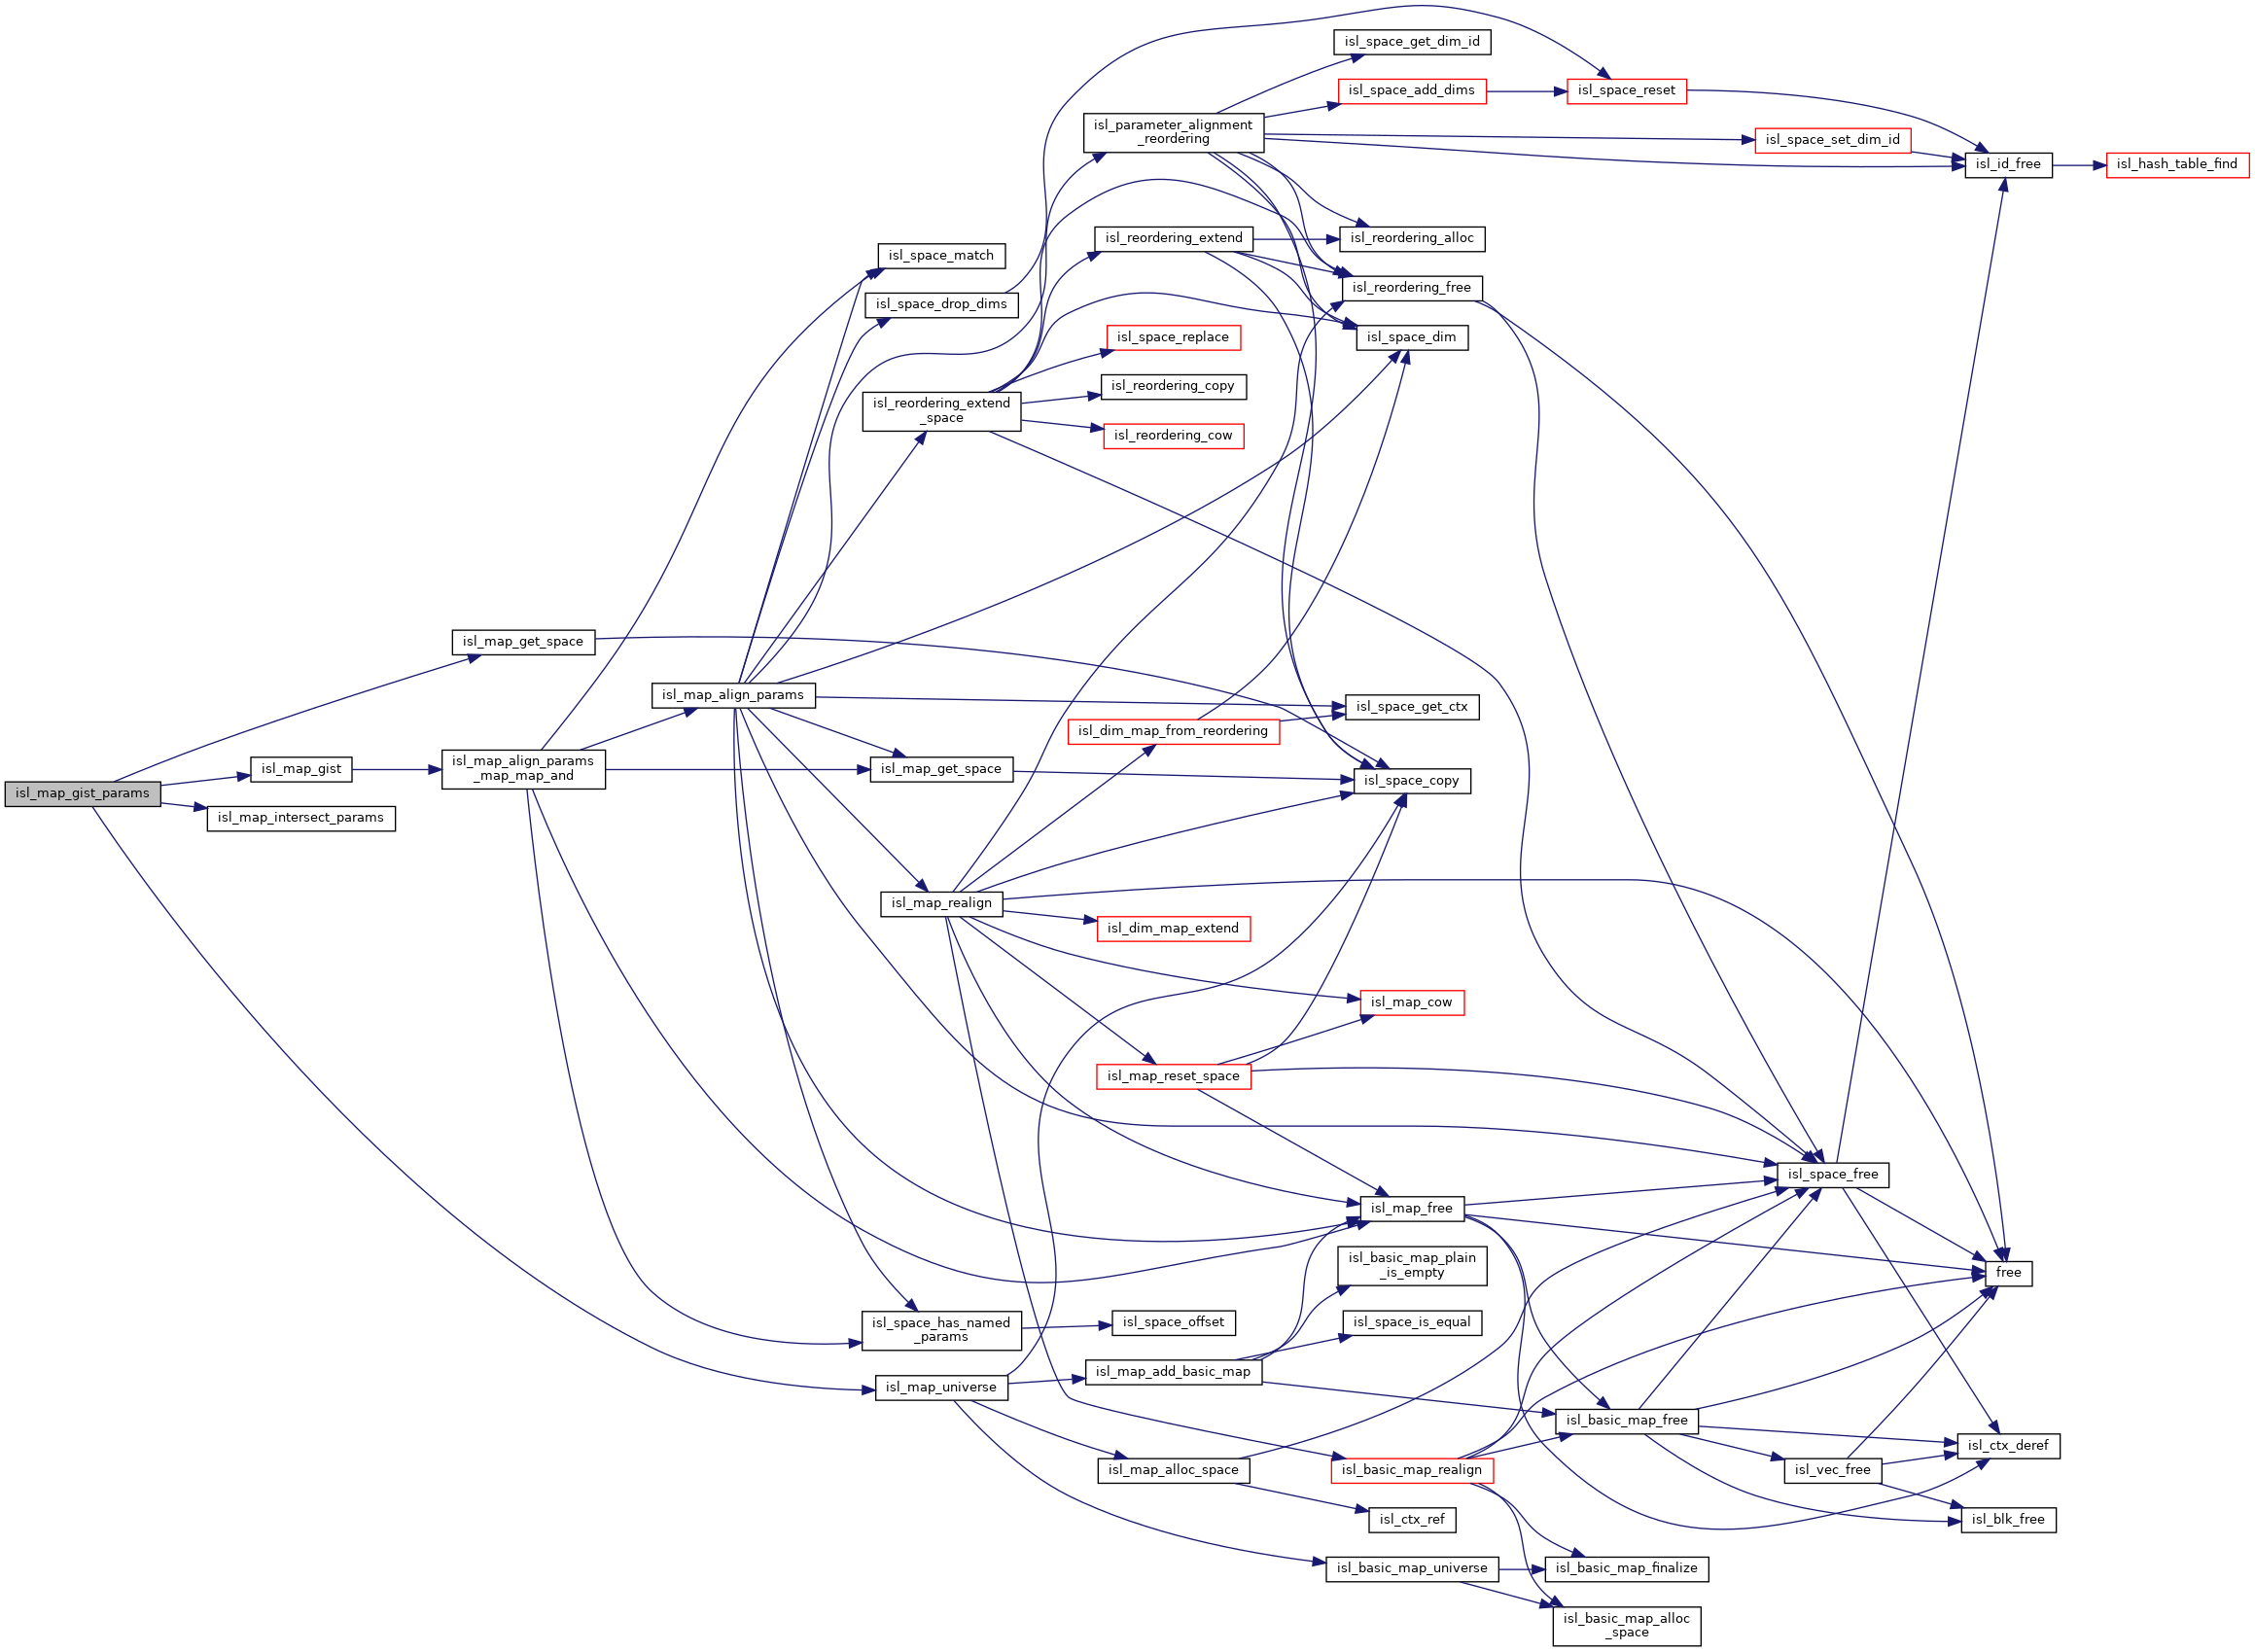 isl_space_get_dim_id
isl_space_add_dims
isl_space_reset
isl_parameter_alignment
_reordering
isl_space_set_dim_id
isl_id_free
isl_hash_table_find
isl_reordering_extend
isl_reordering_alloc
isl_space_match
isl_space_drop_dims
isl_reordering_free
isl_space_replace
isl_space_dim
isl_reordering_copy
isl_reordering_extend
_space
isl_reordering_cow
isl_map_get_space
isl_map_align_params
isl_space_get_ctx
isl_dim_map_from_reordering
isl_map_gist
isl_map_align_params
_map_map_and
isl_map_get_space
isl_space_copy
isl_map_gist_params
isl_map_intersect_params
isl_map_realign
isl_dim_map_extend
isl_map_cow
isl_map_reset_space
isl_space_free
isl_map_free
isl_basic_map_plain
_is_empty
free
isl_space_has_named
_params
isl_space_offset
isl_space_is_equal
isl_map_add_basic_map
isl_map_universe
isl_basic_map_free
isl_ctx_deref
isl_map_alloc_space
isl_basic_map_realign
isl_vec_free
isl_ctx_ref
isl_blk_free
isl_basic_map_universe
isl_basic_map_finalize
isl_basic_map_alloc
_space